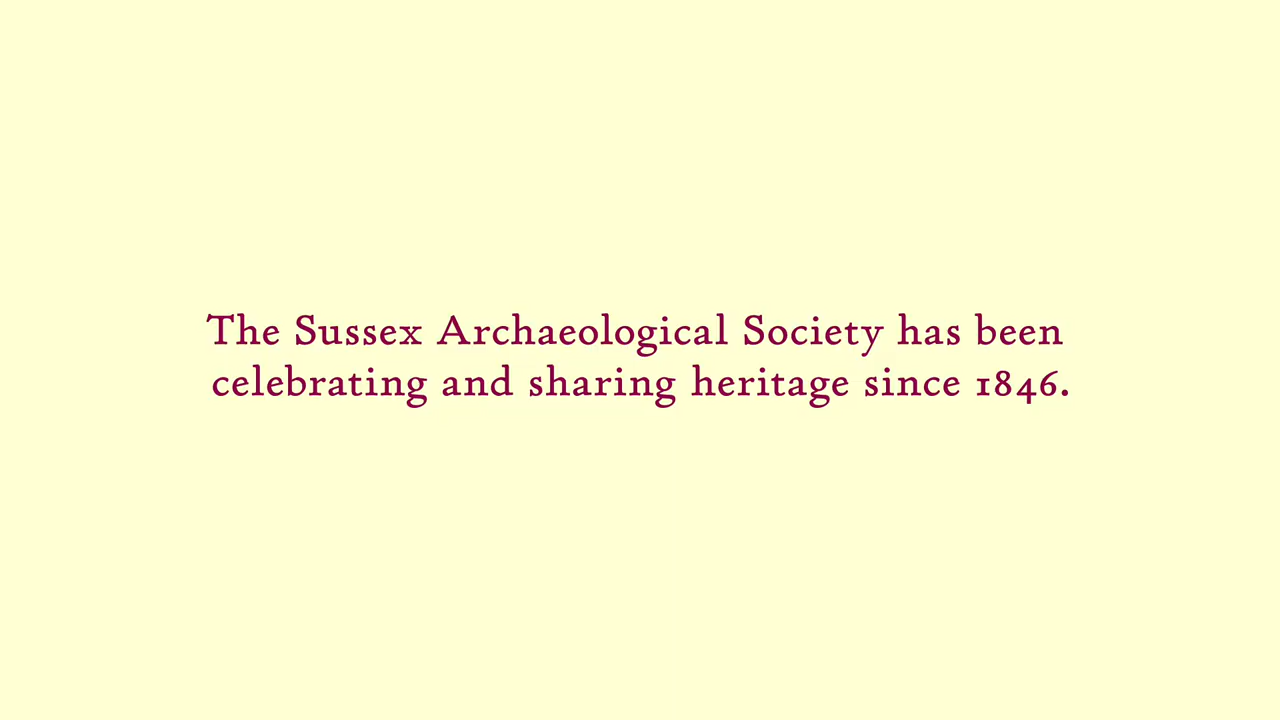 The Sussex Archaeological Society has been
celebrating and sharing heritage since 1846.